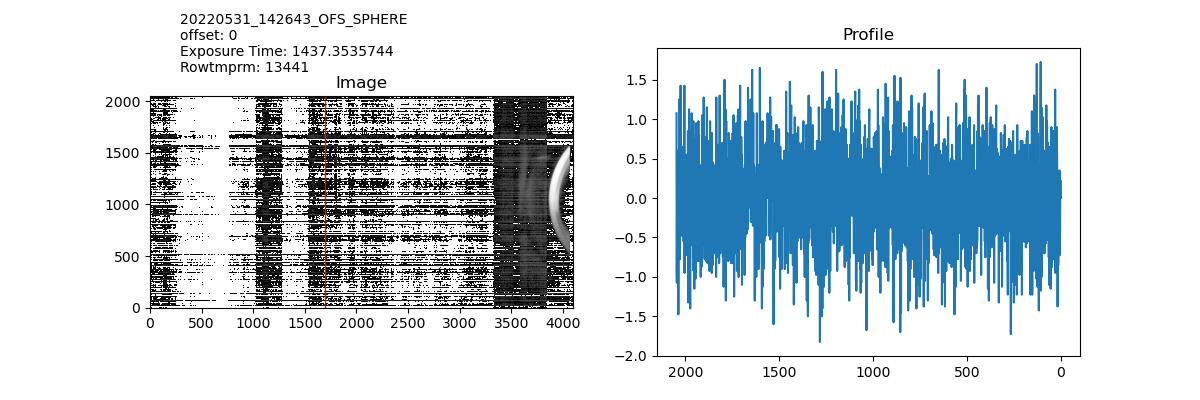 20220531_142643_OFS_SPHERE
offset: 0
Exposure Time: 1437.3535744
Rowtmprm: 13441
Image
2000
1500
1000
500
0
0 500 1000 1500 2000 2500 3000 3500 4000
Profile
1.5
1.0
0.5
0.0
−0.5
−1.0
−1.5
−2.0
2000 1500 1000 500 0